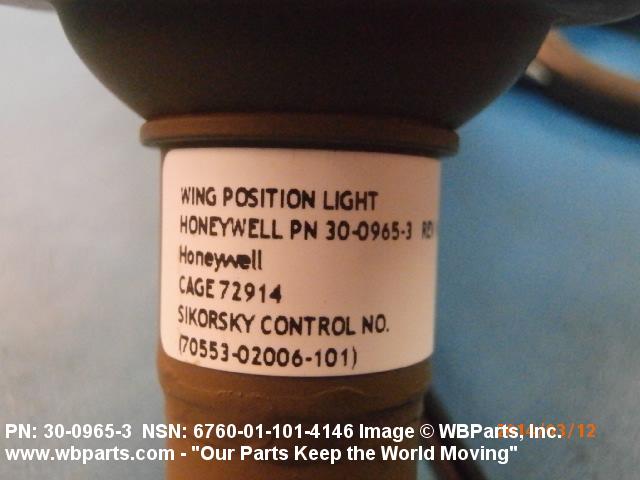 WING POSITION LIGHT
HONEYWELL PN 30-0965-3 REV
Honeywell
CAGE 72914
SIKORSKY CONTROL NO.
(70553-02006-101)
PN: 30-0965-3 NSN: 6760-01-101-4146 Image © WBParts, Inc.
www.wbparts.com - "Our Parts Keep the World Moving"